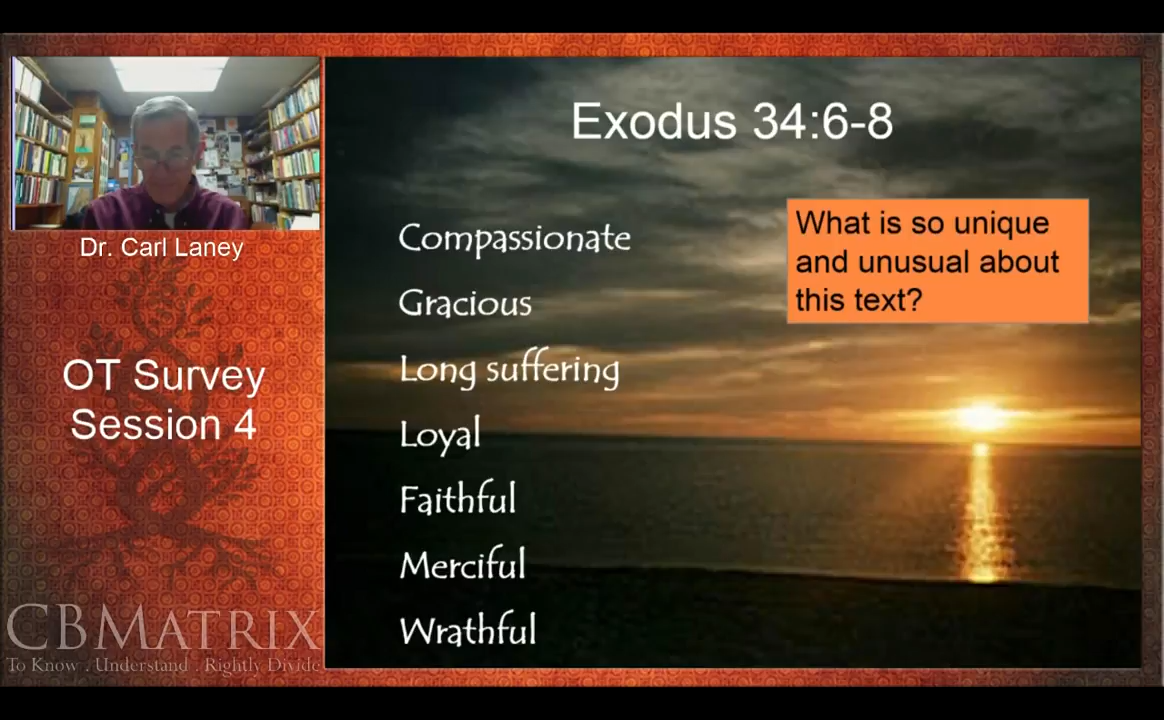 Dr. Carl Laney
OT Survey
Session 4
CBMATRIX
To Know . Understand . Rightly Divide
Exodus 34:6-8
Compassionate
Gracious
Long suffering
Loyal
Faithful
Merciful
Wrathful
What is so unique
and unusual about
this text?